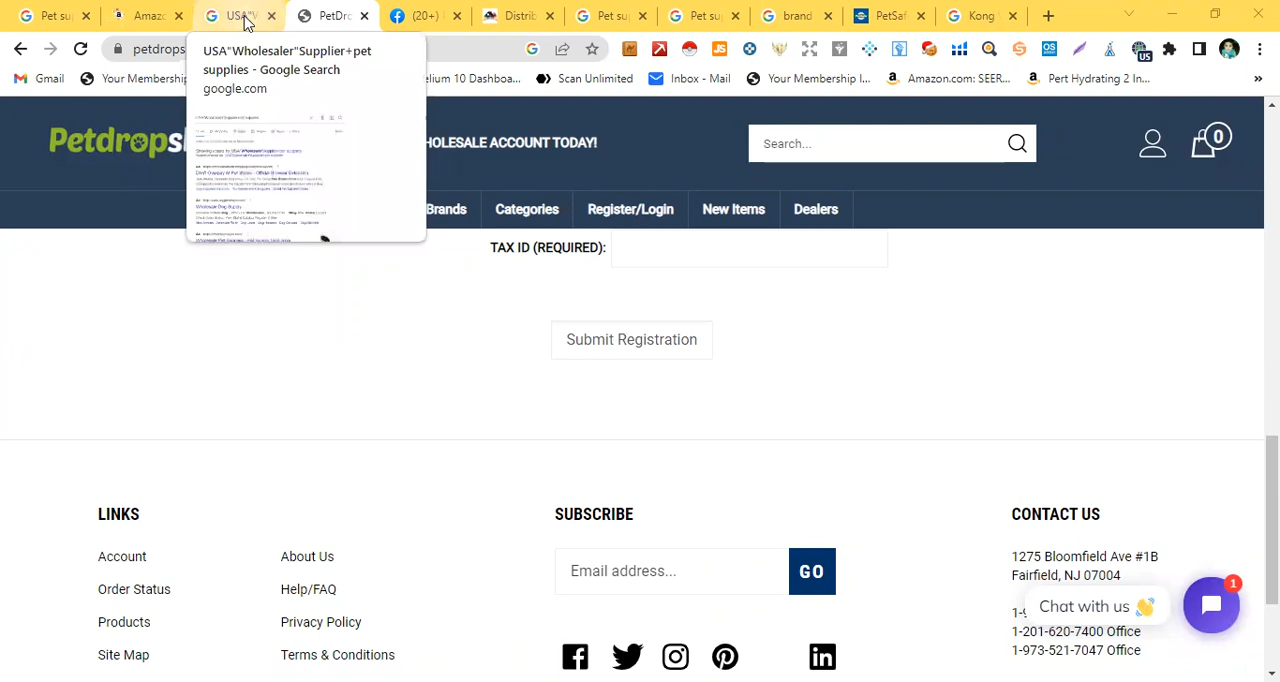 Pet su
Amazo
USA"W
PetDro
(20+)
Distrib
Pet su
Pet su
brand
PetSaf
Kong
petdrops
US
Gmail
Your Membership
elium 10 Dashboa...
Scan Unlimited
Inbox - Mail
Your Membership I...
Amazon.com: SEER...
Pert Hydrating 2 In...
»
USA"Wholesaler"Supplier+pet
supplies - Google Search
google.com
Petdrops
HOLESALE ACCOUNT TODAY!
Search...
0
Brands
Categories
Register/Login
New Items
Dealers
TAX ID (REQUIRED):
Submit Registration
LINKS
Account
Order Status
Products
Site Map
About Us
Help/FAQ
Privacy Policy
Terms & Conditions
SUBSCRIBE
Email address...
GO
CONTACT US
1275 Bloomfield Ave #1B
Fairfield, NJ 07004
1-201-620-7400 Office
1-973-521-7047 Office
Chat with us 👋
1